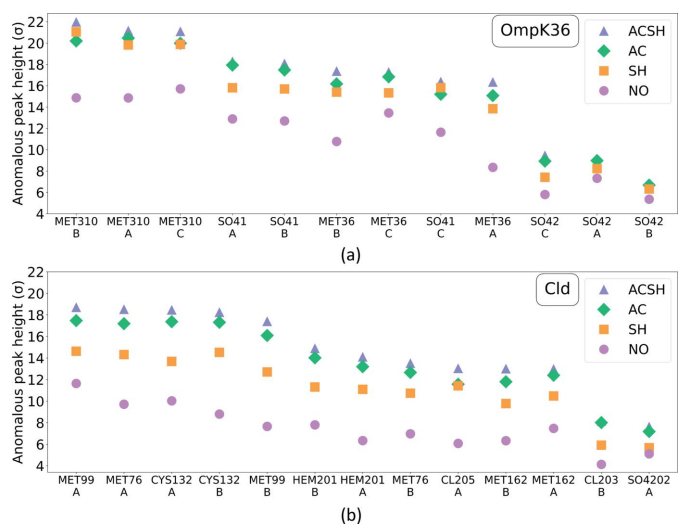 Anomalous peak height (σ)
22
20
18
16
14
12
10
8
6
4
OmpK36
ACSH
AC
SH
NO
MET310 MET310 MET310 SO41 SO41 MET36 MET36 SO41 MET36 SO42 SO42 SO42
B A C A B B C C A C A B
(a)
Anomalous peak height (σ)
22
20
18
16
14
12
10
8
6
4
Cld
ACSH
AC
SH
NO
MET99 MET76 CYS132 CYS132 MET99 HEM201 HEM201 MET76 CL205 MET162 MET162 CL203 SO4202
A A A B B B A B A B A B A
(b)